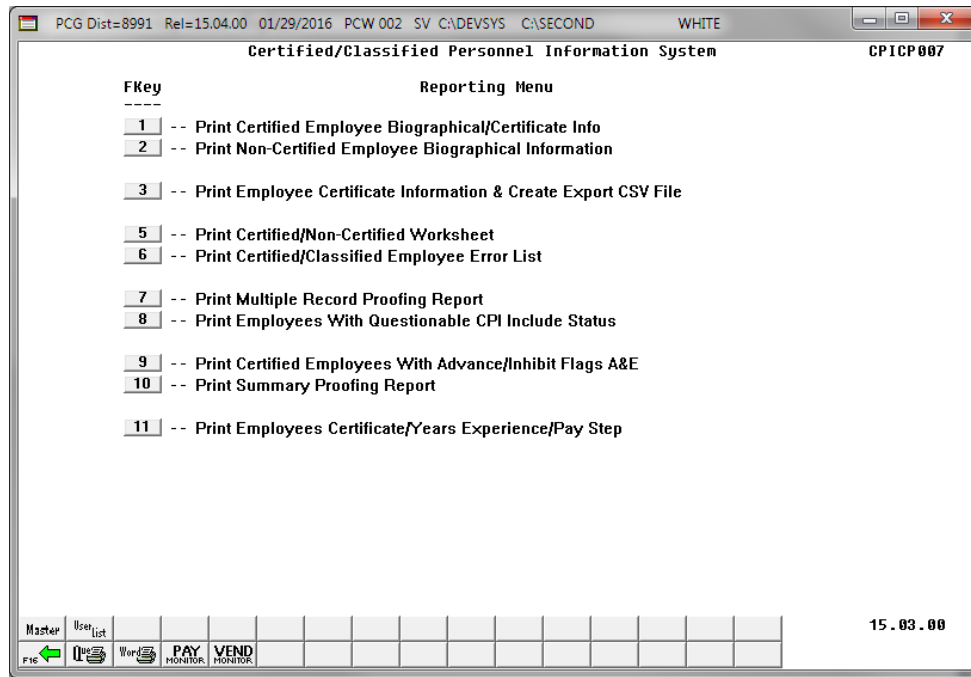 PCG Dist=8991 Rel=15.04.00 01/29/2016 PCW 002 SV C:\DEVSYS C:\SECOND WHITE
Certified/Classified Personnel Information System CPICP007
FKey Reporting Menu
----
1 -- Print Certified Employee Biographical/Certificate Info
2 -- Print Non-Certified Employee Biographical Information
3 -- Print Employee Certificate Information & Create Export CSV File
5 -- Print Certified/Non-Certified Worksheet
6 -- Print Certified/Classified Employee Error List
7 -- Print Multiple Record Proofing Report
8 -- Print Employees With Questionable CPI Include Status
9 -- Print Certified Employees With Advance/Inhibit Flags A&E
10 -- Print Summary Proofing Report
11 -- Print Employees Certificate/Years Experience/Pay Step
Master User List 15.03.00
F16 Que Word PAY MONITOR VEND MONITOR